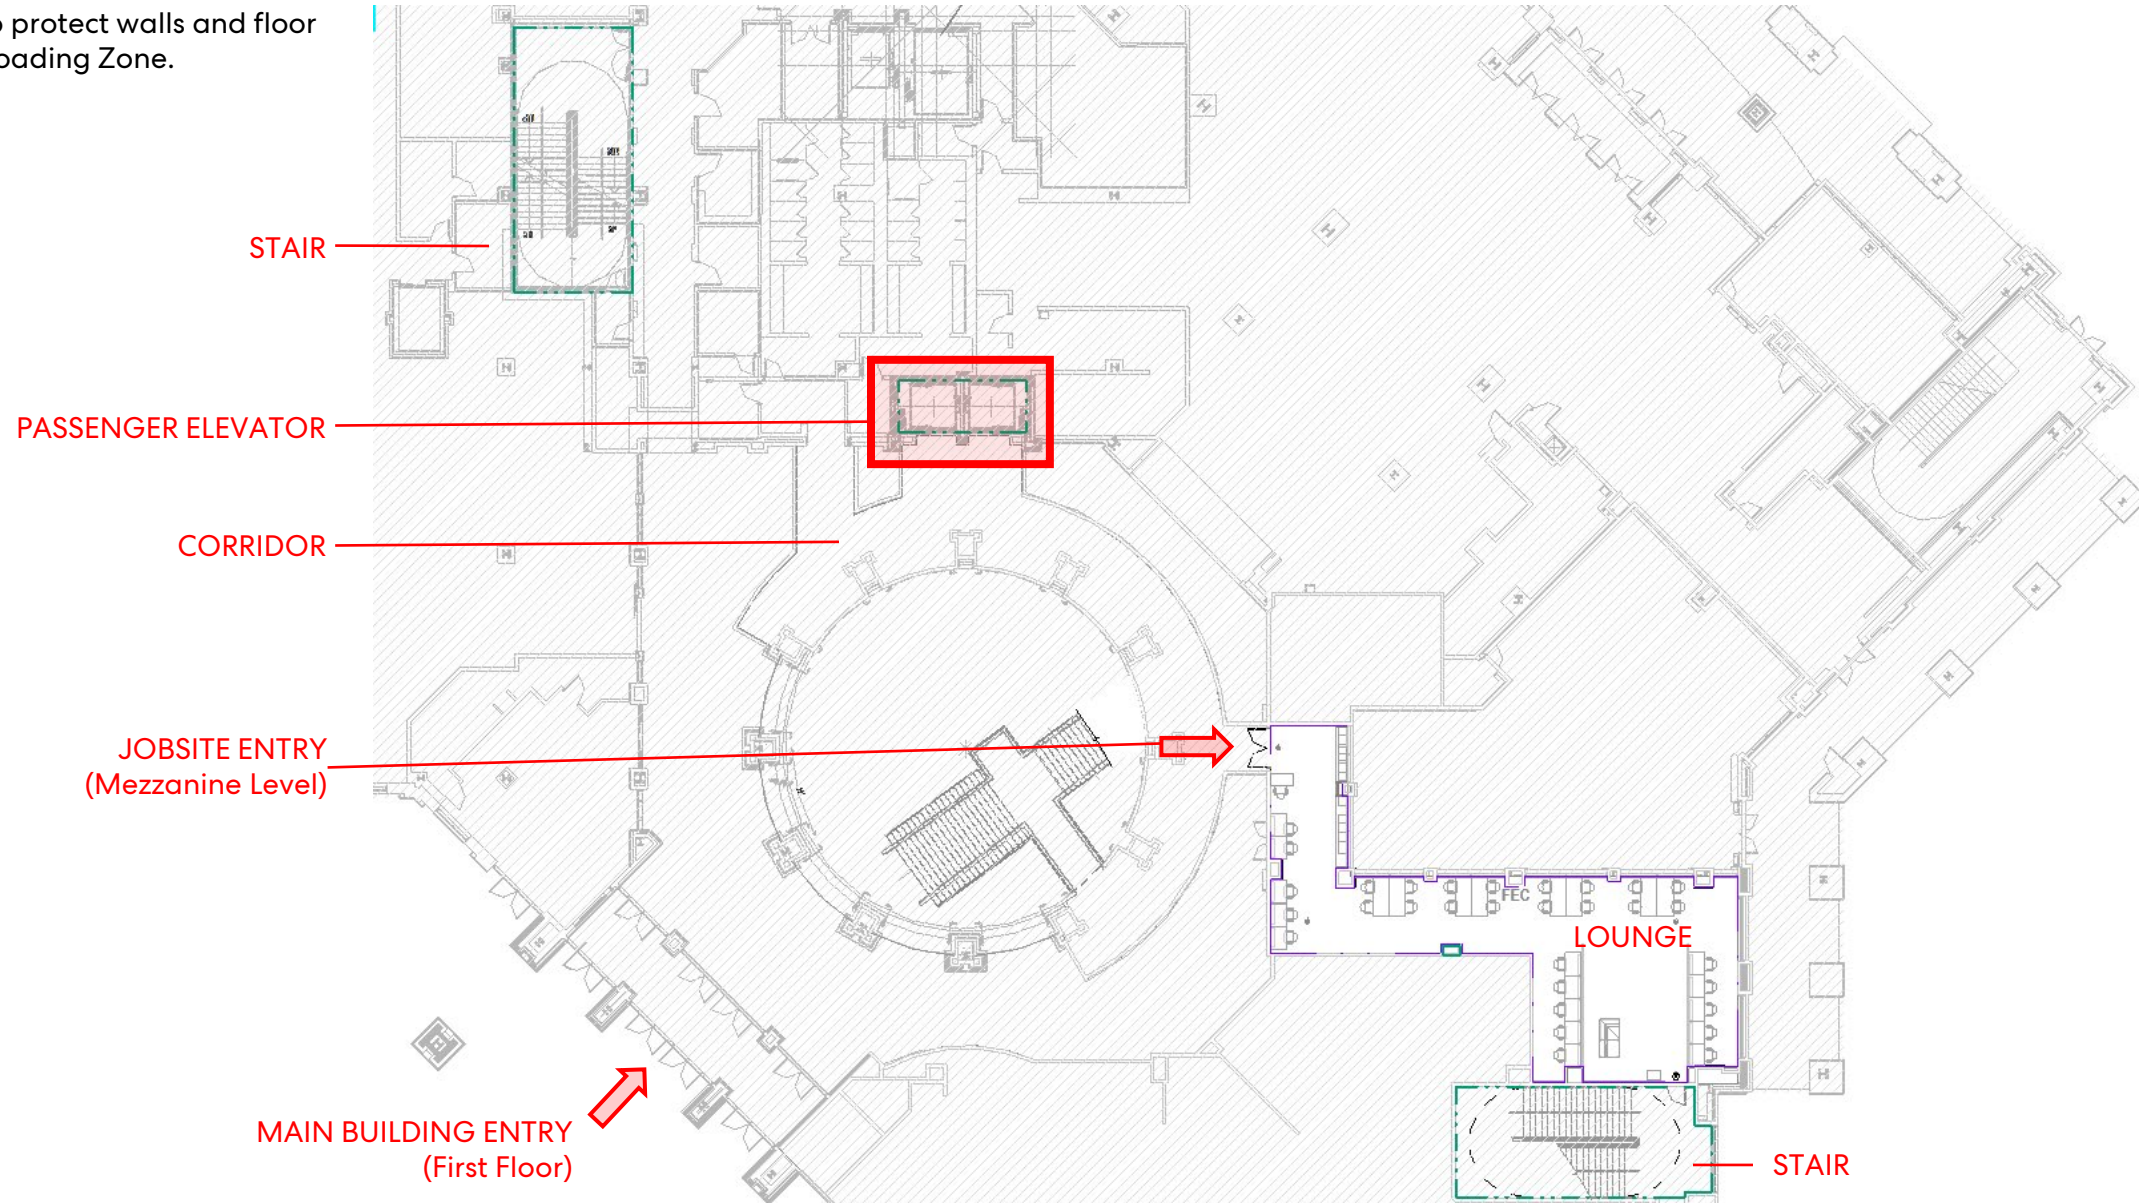 protect walls and floor
oading Zone.
STAIR
PASSENGER ELEVATOR
CORRIDOR
JOBSITE ENTRY
(Mezzanine Level)
FEC
LOUNGE
MAIN BUILDING ENTRY
(First Floor)
STAIR